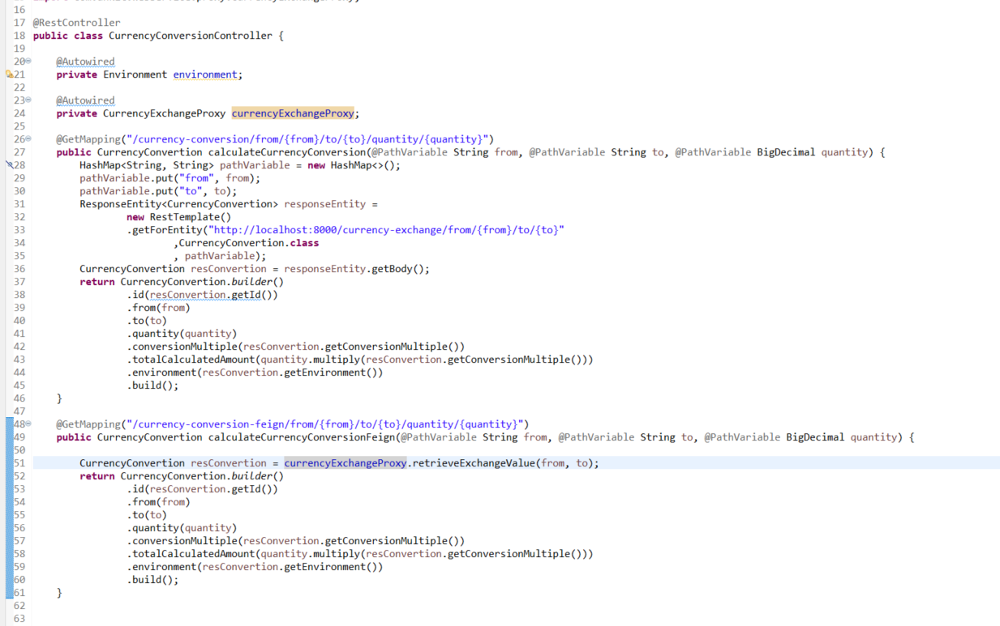 16
17 @RestController
18 public class CurrencyConversionController {
19
20 @Autowired
21 private Environment environment;
22
23 @Autowired
24 private CurrencyExchangeProxy currencyExchangeProxy;
25
26 @GetMapping("/currency-conversion/from/{from}/to/{to}/quantity/{quantity}")
27 public CurrencyConvertion calculateCurrencyConversion(@PathVariable String from, @PathVariable String to, @PathVariable BigDecimal quantity) {
28 HashMap<String, String> pathVariable = new HashMap<>();
29 pathVariable.put("from", from);
30 pathVariable.put("to", to);
31 ResponseEntity<CurrencyConvertion> responseEntity =
32 new RestTemplate()
33 .getForEntity("http://localhost:8000/currency-exchange/from/{from}/to/{to}"
34 ,CurrencyConvertion.class
35 , pathVariable);
36 CurrencyConvertion resConvertion = responseEntity.getBody();
37 return CurrencyConvertion.builder()
38 .id(resConvertion.getId())
39 .from(from)
40 .to(to)
41 .quantity(quantity)
42 .conversionMultiple(resConvertion.getConversionMultiple())
43 .totalCalculatedAmount(quantity.multiply(resConvertion.getConversionMultiple()))
44 .environment(resConvertion.getEnvironment())
45 .build();
46 }
47
48 @GetMapping("/currency-conversion-feign/from/{from}/to/{to}/quantity/{quantity}")
49 public CurrencyConvertion calculateCurrencyConversionFeign(@PathVariable String from, @PathVariable String to, @PathVariable BigDecimal quantity) {
50
51 CurrencyConvertion resConvertion = currencyExchangeProxy.retrieveExchangeValue(from, to);
52 return CurrencyConvertion.builder()
53 .id(resConvertion.getId())
54 .from(from)
55 .to(to)
56 .quantity(quantity)
57 .conversionMultiple(resConvertion.getConversionMultiple())
58 .totalCalculatedAmount(quantity.multiply(resConvertion.getConversionMultiple()))
59 .environment(resConvertion.getEnvironment())
60 .build();
61 }
62
63